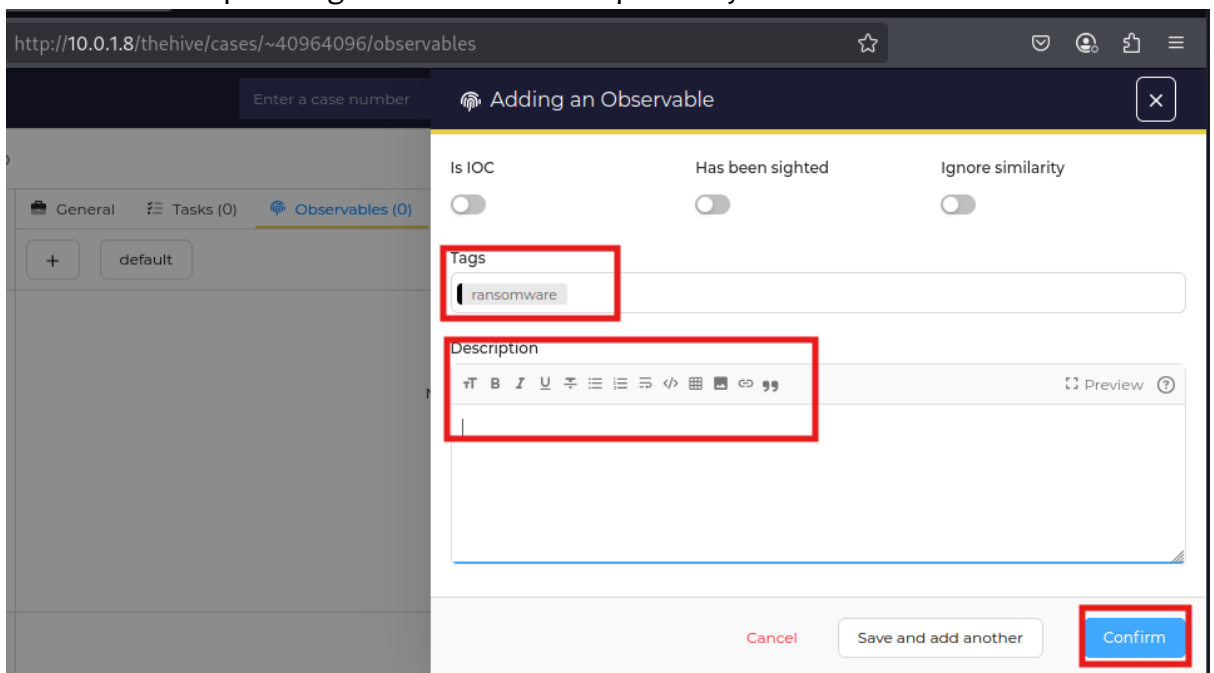 http://10.0.1.8/thehive/cases/~40964096/observables
Enter a case number
Adding an Observable
Is IOC
Has been sighted
Ignore similarity
General
Tasks (0)
Observables (0)
+
default
Tags
ransomware
Description
Preview
Cancel
Save and add another
Confirm